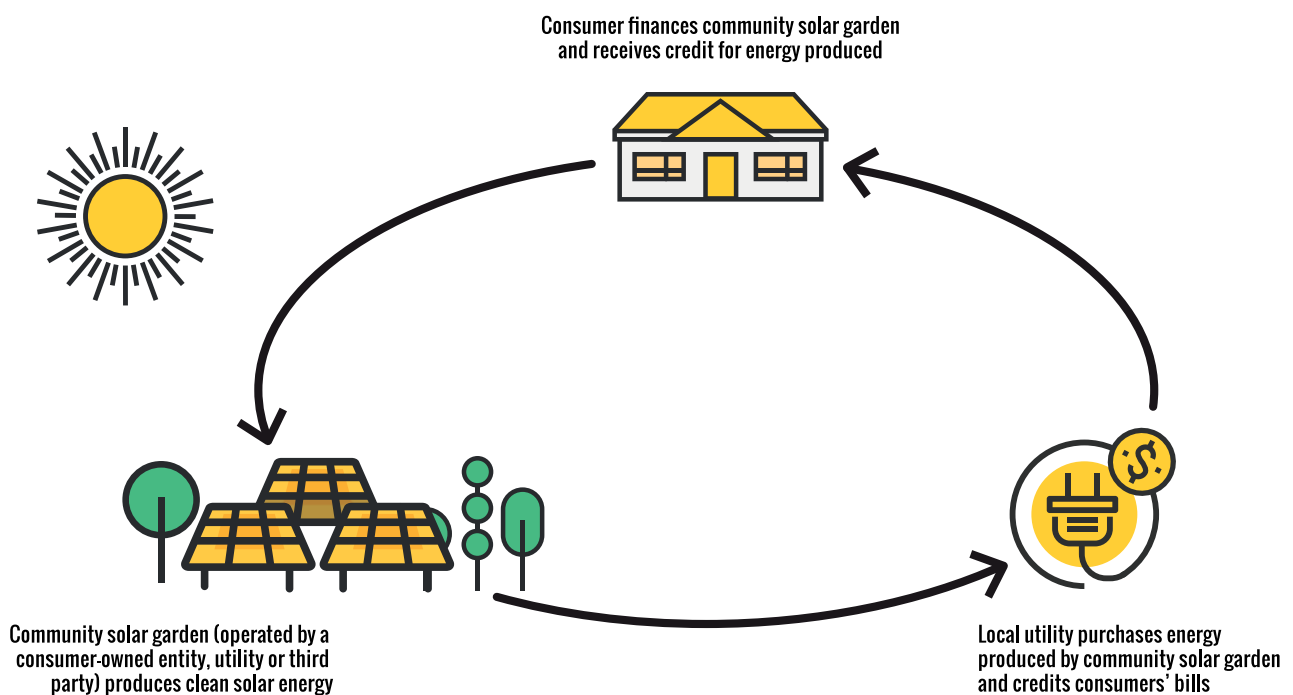 Consumer finances community solar garden
and receives credit for energy produced
$
Community solar garden (operated by a
consumer-owned entity, utility or third
party) produces clean solar energy
Local utility purchases energy
produced by community solar garden
and credits consumers' bills